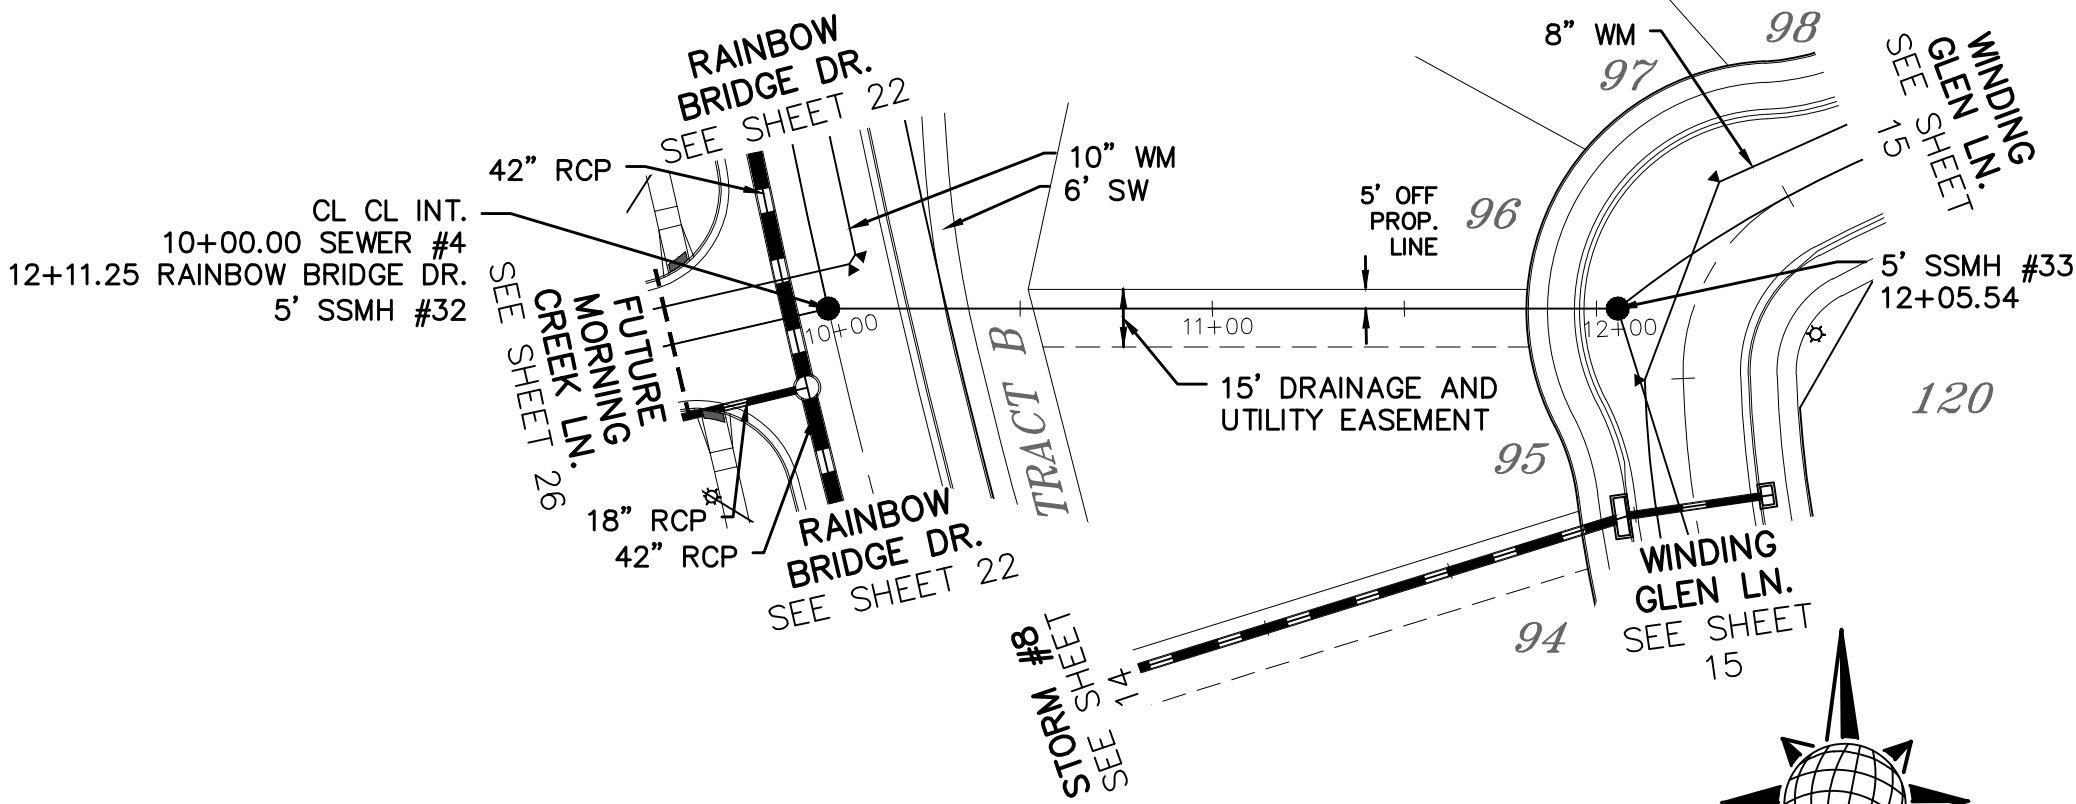 RAINBOW
BRIDGE DR.
SEE SHEET 22
42" RCP
CL CL INT.
10+00.00 SEWER #4
12+11.25 RAINBOW BRIDGE DR.
5' SSMH #32
10" WM
6' SW
8" WM
98
97
WINDING
GLEN LN.
SEE SHEET
15
5' OFF
PROP.
LINE
96
5' SSMH #33
12+05.54
10+00
11+00
12+00
FUTURE
MORNING
CREEK LN.
SEE SHEET 26
TRACT B
15' DRAINAGE AND
UTILITY EASEMENT
120
95
18" RCP
42" RCP
RAINBOW
BRIDGE DR.
SEE SHEET 22
WINDING
GLEN LN.
SEE SHEET
15
94
STORM #8
SEE SHEET
14